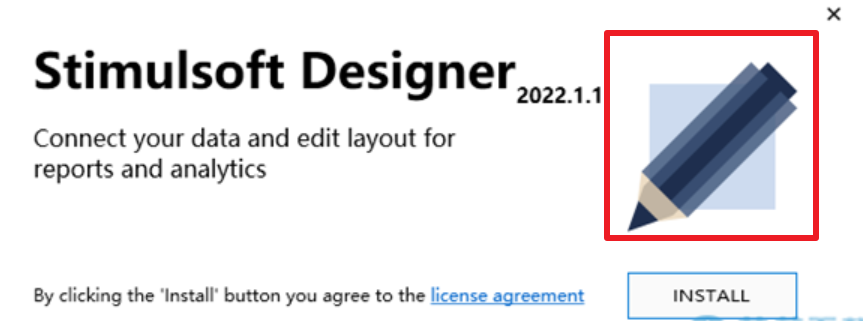 Stimulsoft Designer 2022.1.1
Connect your data and edit layout for
reports and analytics
By clicking the 'Install' button you agree to the license agreement
INSTALL